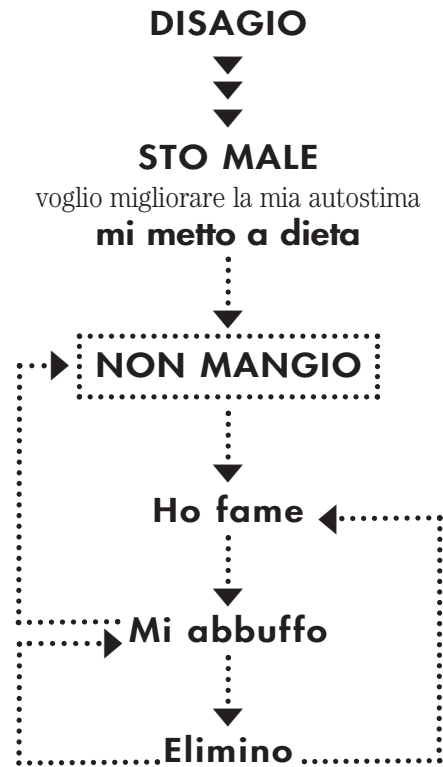 DISAGIO
STO MALE
voglio migliorare la mia autostima
mi metto a dieta
NON MANGIO
Ho fame
Mi abbuffo
Elimino